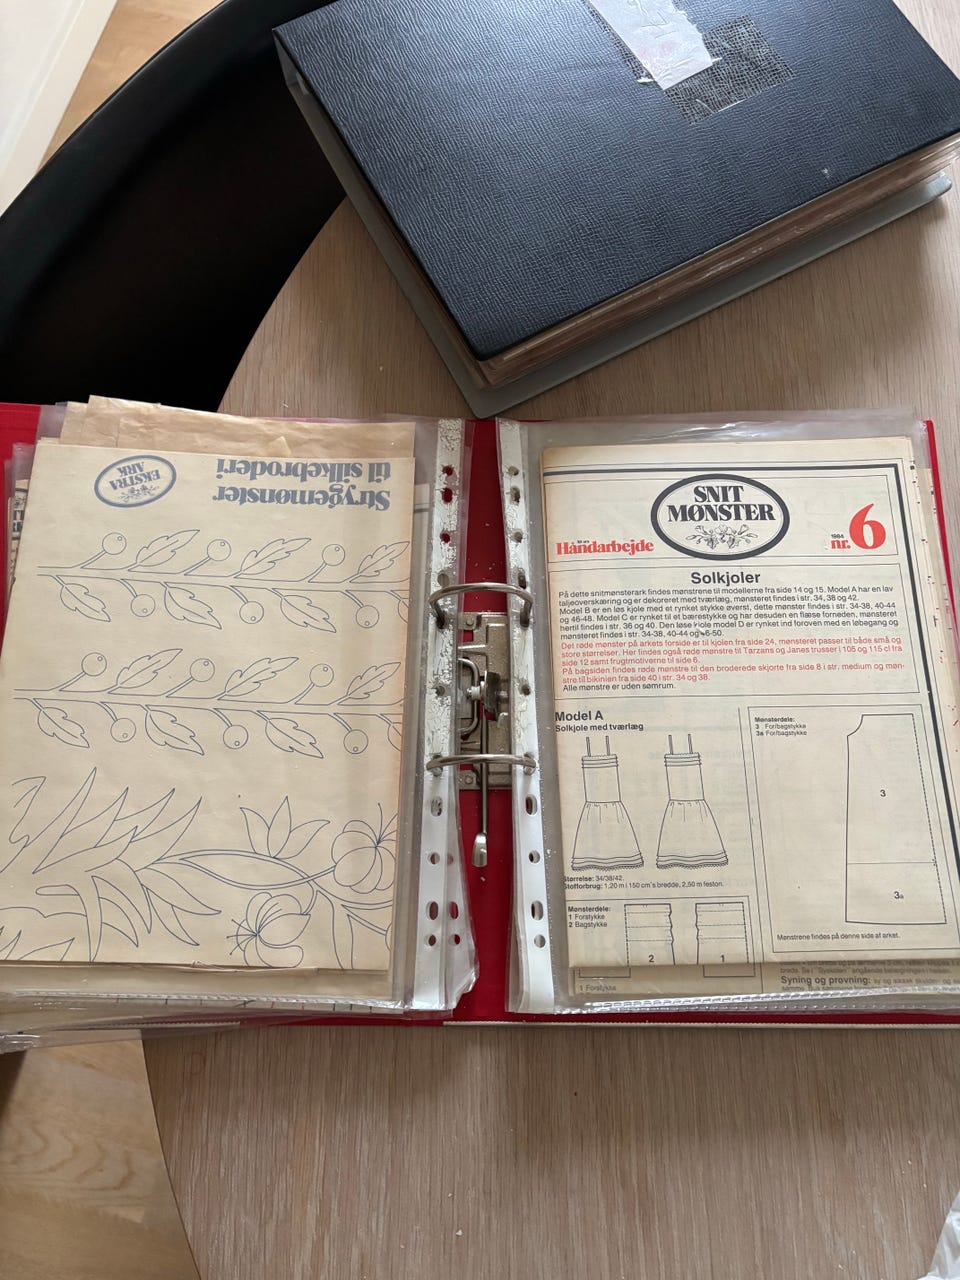 Strygemønster
til silkebroderi
EKSTRA
ARK
SNIT
MØNSTER
Håndarbejde
1984
nr. 6
Solkjoler
På dette snitmønsterark findes mønstrene til modellerne fra side 14 og 15. Model A har en lav
taljeoverskæring og er dekoreret med tværlæg, mønsteret findes i str. 34, 38 og 42.
Model B er en løs kjole med et rynket stykke øverst, dette mønster findes i str. 34-38, 40-44
og 46-48. Model C er rynket til et bærestykke og har desuden en flæse forneden, mønsteret
hertil findes i str. 36 og 40. Den løse kjole model D er rynket ind foroven med en løbegang og
mønsteret findes i str. 34-38, 40-44 og 46-50.
Det røde mønster på arkets forside er til kjolen fra side 24, mønsteret passer til både små og
store størrelser. Her findes også røde mønstre til Tarzans og Janes trusser i 105 og 115 cl fra
side 12 samt frugtmotiverne til side 6.
På bagsiden findes røde mønstre til den broderede skjorte fra side 8 i str. medium og møn-
stre til bikinien fra side 40 i str. 34 og 38.
Alle mønstre er uden sømrum.
Model A
Solkjole med tværlæg
Størrelse: 34/38/42.
Stofforbrug: 1,20 m i 150 cm's bredde, 2,50 m feston.
Mønsterdele:
1 Forstykke
2 Bagstykke
2
1
1 Forstykke
Mønsterdele:
3 For/bagstykke
3a For/bagstykke
3
3a
Mønstrene findes på denne side af arket.
Syning og prøvning: